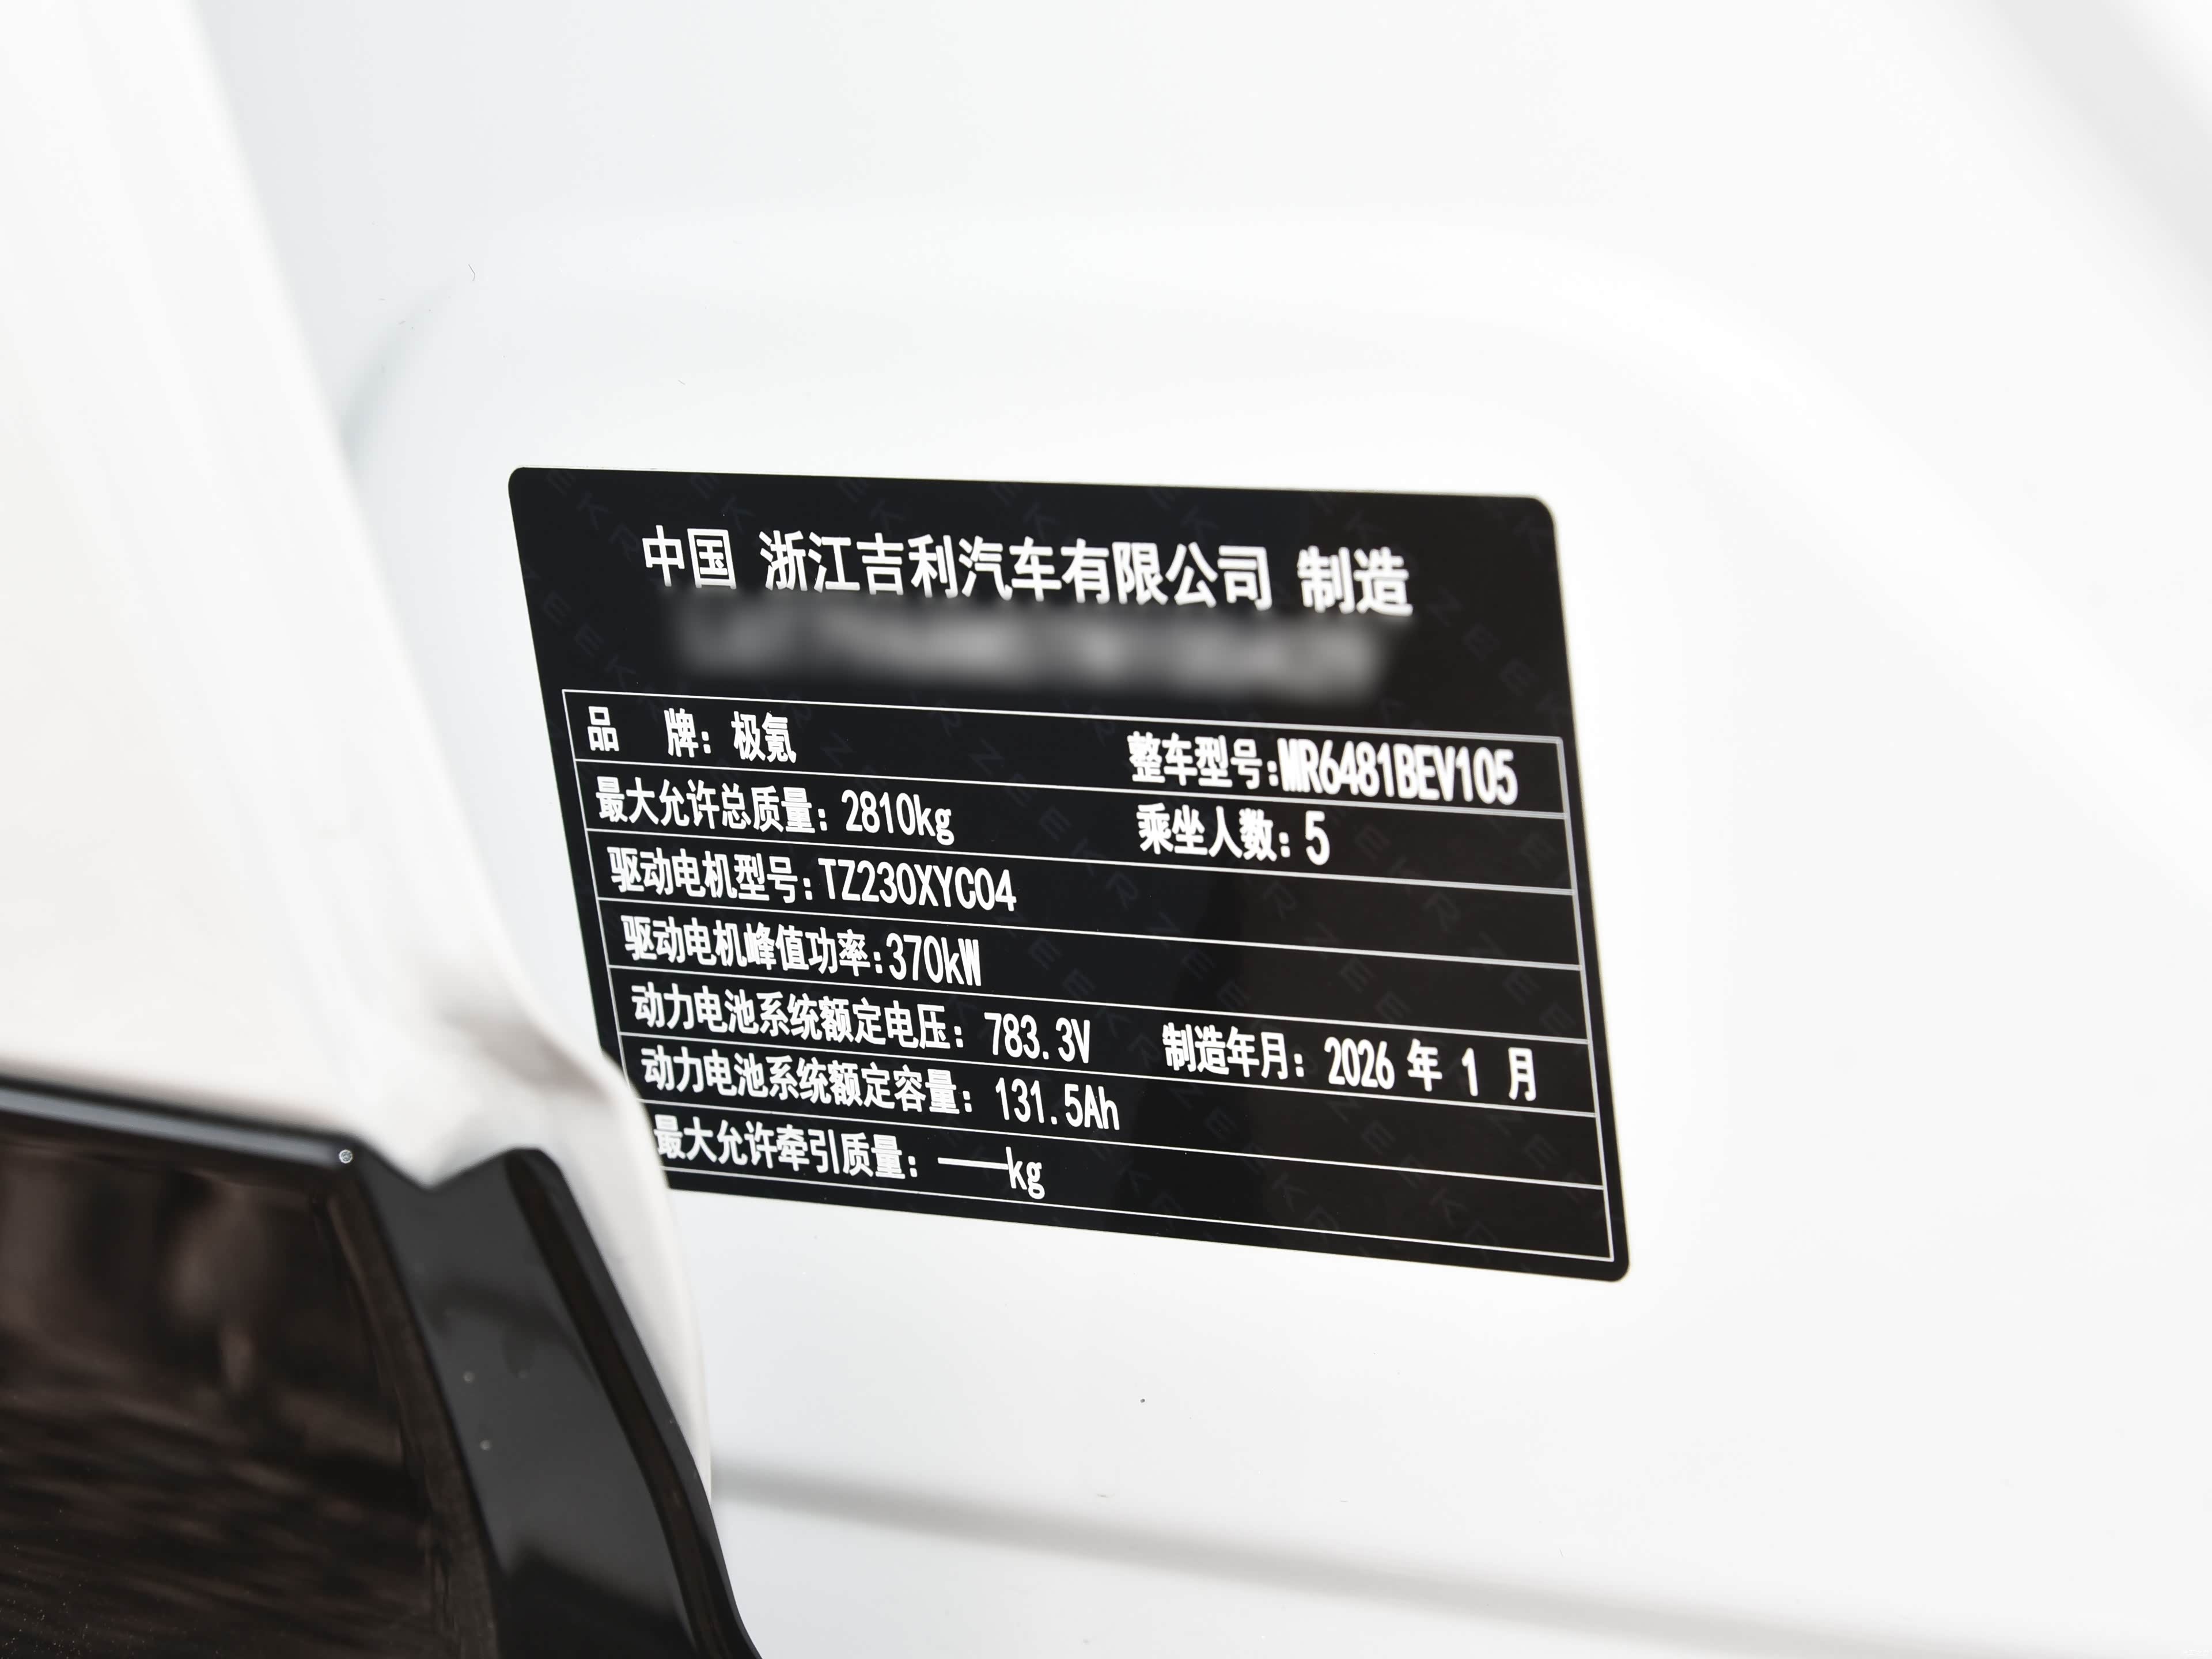 中国 浙江吉利汽车有限公司 制造
品 牌：极氪 整车型号:MR6481BEV105
最大允许总质量：2810kg 乘坐人数：5
驱动电机型号:TZ230XYC04
驱动电机峰值功率:370kW
动力电池系统额定电压：783.3V 制造年月：2026 年 1 月
动力电池系统额定容量：131.5Ah
最大允许牵引质量：——kg